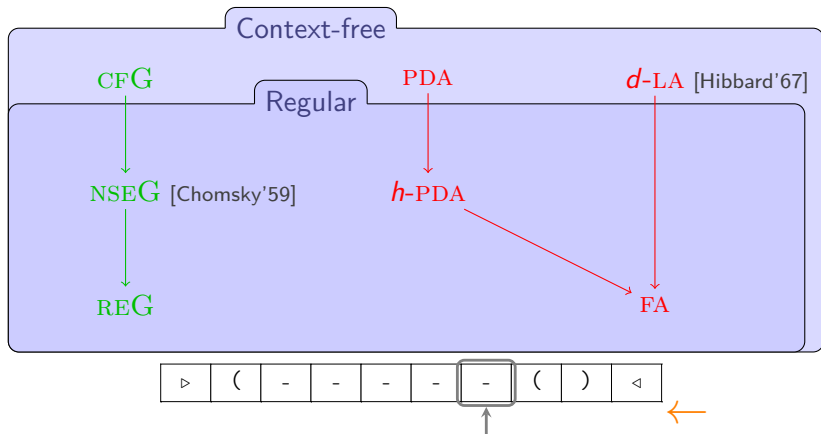 Context-free
CFG PDA d-LA [Hibbard'67]
Regular
NSEG [Chomsky'59] h-PDA
REG FA
▷ ( - - - - - ( ) ◁